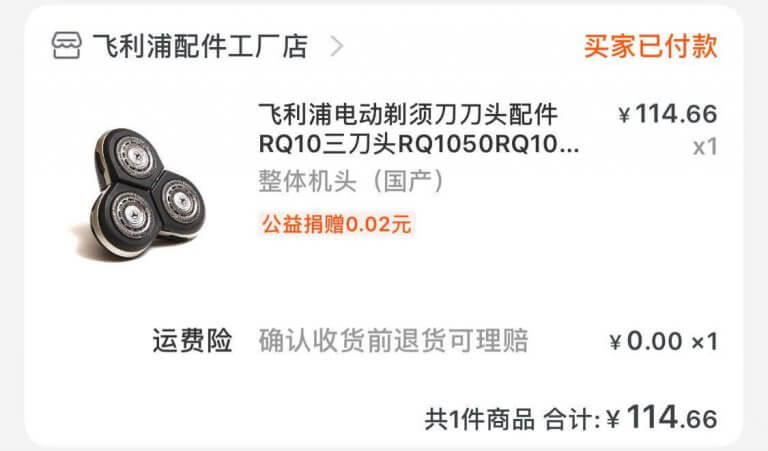 飞利浦配件工厂店
买家已付款
飞利浦电动剃须刀刀头配件
¥114.66
RQ10三刀头RQ1050RQ10...
x1
整体机头（国产）
公益捐赠0.02元
运费险 确认收货前退货可理赔 ¥0.00 ×1
共1件商品 合计:¥114.66